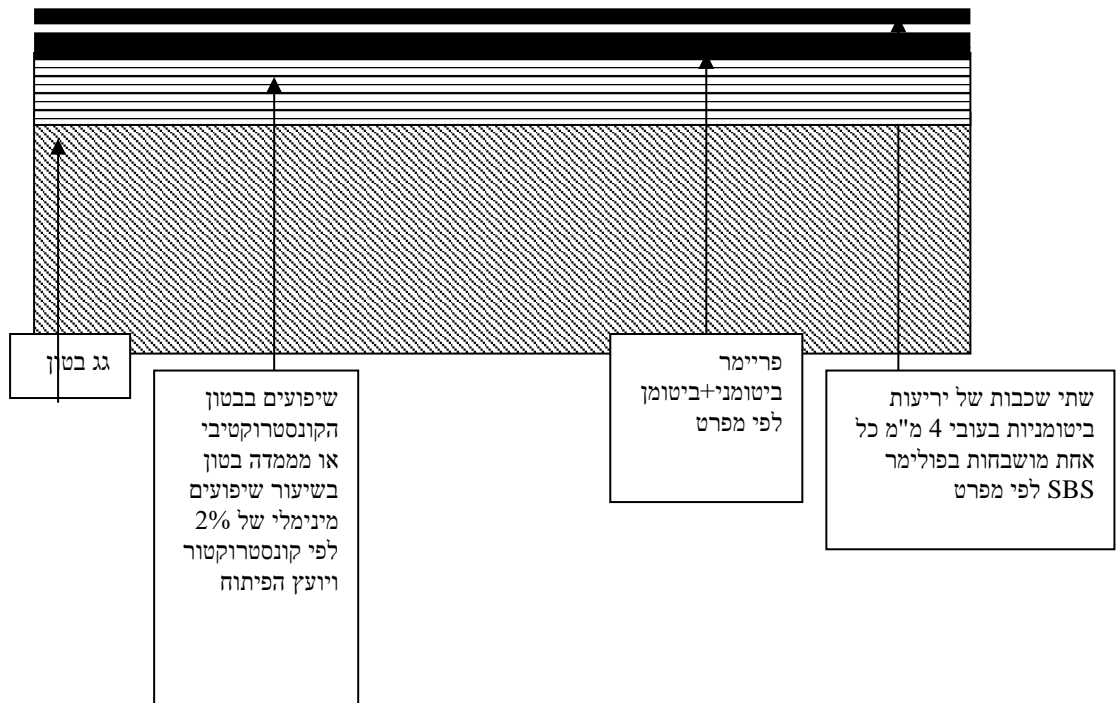 גג בטון
פריימר
ביטומני+ביטומן
לפי מפרט
שתי שכבות של יריעות
ביטומניות בעובי 4 מ"מ כל
אחת מושבחות בפולימר
SBS לפי מפרט
שיפועים בבטון
הקונסטרוקטיבי
או מממדה בטון
בשיעור שיפועים
מינימלי של 2%
לפי קונסטרוקטור
ויועץ הפיתוח